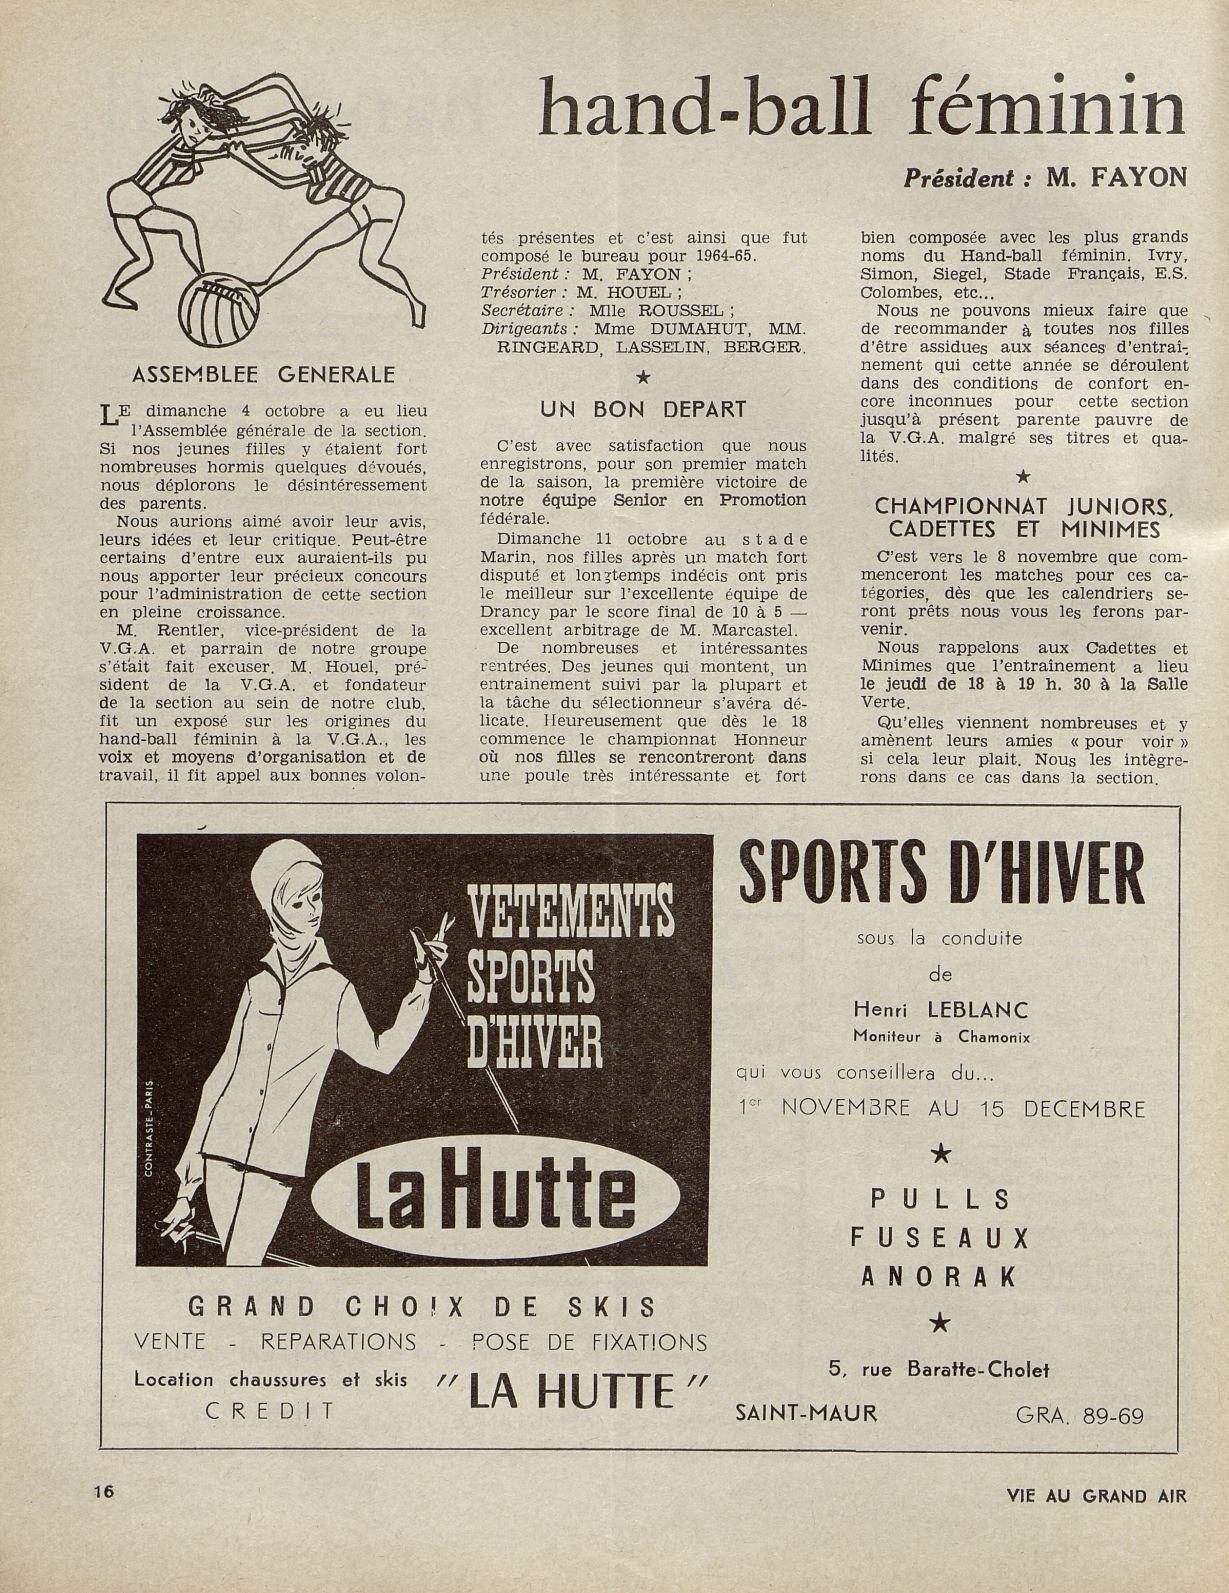 hand-ball féminin
Président : M. FAYON
ASSEMBLEE GENERALE
LE dimanche 4 octobre a eu lieu
l'Assemblée générale de la section.
Si nos jeunes filles y étaient fort
nombreuses hormis quelques dévoués,
nous déplorons le désintéressement
des parents.
Nous aurions aimé avoir leur avis,
leurs idées et leur critique. Peut-être
certains d'entre eux auraient-ils pu
nous apporter leur précieux concours
pour l'administration de cette section
en pleine croissance.
M. Rentler, vice-président de la
V.G.A. et parrain de notre groupe
s'était fait excuser. M. Houel, pré-
sident de la V.G.A. et fondateur
de la section au sein de notre club,
fit un exposé sur les origines du
hand-ball féminin à la V.G.A., les
voix et moyens d'organisation et de
travail, il fit appel aux bonnes volon-
tés présentes et c'est ainsi que fut
composé le bureau pour 1964-65.
Président : M. FAYON ;
Trésorier : M. HOUEL ;
Secrétaire : Mlle ROUSSEL ;
Dirigeants : Mme DUMAHUT, MM.
RINGEARD, LASSELIN, BERGER.
★
UN BON DEPART
C'est avec satisfaction que nous
enregistrons, pour son premier match
de la saison, la première victoire de
notre équipe Senior en Promotion
fédérale.
Dimanche 11 octobre au stade
Marin, nos filles après un match fort
disputé et longtemps indécis ont pris
le meilleur sur l'excellente équipe de
Drancy par le score final de 10 à 5 —
excellent arbitrage de M. Marcastel.
De nombreuses et intéressantes
rentrées. Des jeunes qui montent, un
entrainement suivi par la plupart et
la tâche du sélectionneur s'avéra dé-
licate. Heureusement que dès le 18
commence le championnat Honneur
où nos filles se rencontreront dans
une poule très intéressante et fort
bien composée avec les plus grands
noms du Hand-ball féminin. Ivry,
Simon, Siegel, Stade Français, E.S.
Colombes, etc...
Nous ne pouvons mieux faire que
de recommander à toutes nos filles
d'être assidues aux séances d'entraî-
nement qui cette année se déroulent
dans des conditions de confort en-
core inconnues pour cette section
jusqu'à présent parente pauvre de
la V.G.A. malgré ses titres et qua-
lités.
★
CHAMPIONNAT JUNIORS,
CADETTES ET MINIMES
C'est vers le 8 novembre que com-
menceront les matches pour ces ca-
tégories, dès que les calendriers se-
ront prêts nous vous les ferons par-
venir.
Nous rappelons aux Cadettes et
Minimes que l'entrainement a lieu
le jeudi de 18 à 19 h. 30 à la Salle
Verte.
Qu'elles viennent nombreuses et y
amènent leurs amies « pour voir »
si cela leur plait. Nous les intègre-
rons dans ce cas dans la section.
VETEMENTS
SPORTS
D'HIVER
CONTRASTE-PARIS
La Hutte
GRAND CHOIX DE SKIS
VENTE - REPARATIONS - POSE DE FIXATIONS
Location chaussures et skis "LA HUTTE"
CREDIT
SPORTS D'HIVER
sous la conduite
de
Henri LEBLANC
Moniteur à Chamonix
qui vous conseillera du...
1er NOVEMBRE AU 15 DECEMBRE
★
PULLS
FUSEAUX
ANORAK
★
5, rue Baratte-Cholet
SAINT-MAUR GRA. 89-69
16
VIE AU GRAND AIR